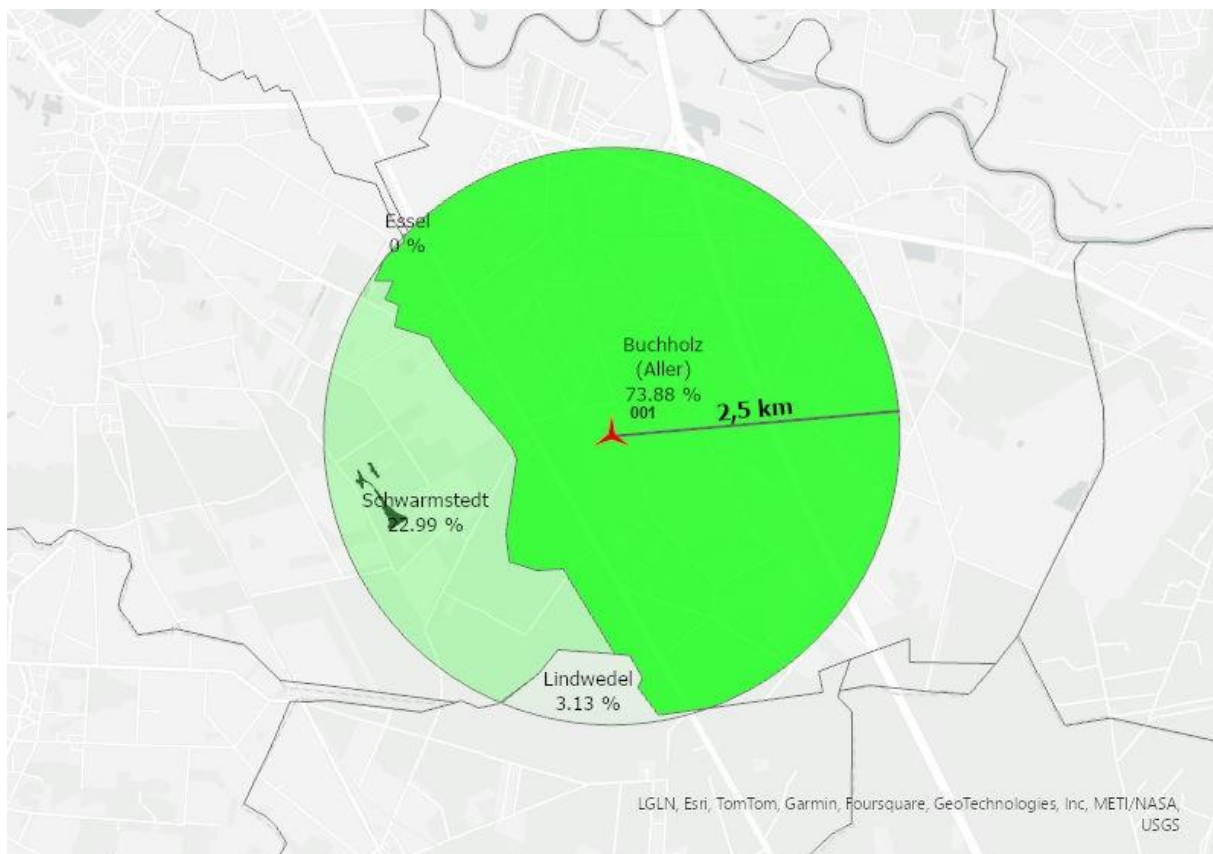 Essel
0 %
Buchholz
(Aller)
73.88 %
001
2,5 km
Schwarmstedt
22.99 %
Lindwedel
3.13 %
LGLN, Esri, TomTom, Garmin, Foursquare, GeoTechnologies, Inc, METI/NASA,
USGS